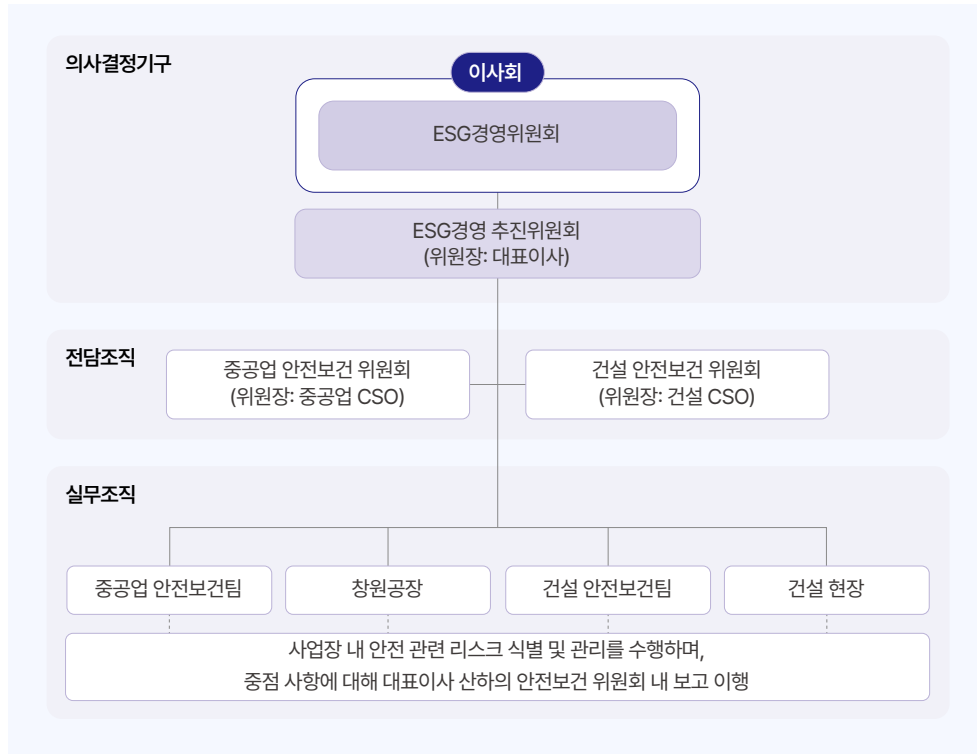 의사결정기구
이사회
ESG경영위원회
ESG경영 추진위원회
(위원장: 대표이사)
전담조직
중공업 안전보건 위원회
(위원장: 중공업 CSO)
건설 안전보건 위원회
(위원장: 건설 CSO)
실무조직
중공업 안전보건팀
창원공장
건설 안전보건팀
건설 현장
사업장 내 안전 관련 리스크 식별 및 관리를 수행하며,
중점 사항에 대해 대표이사 산하의 안전보건 위원회 내 보고 이행